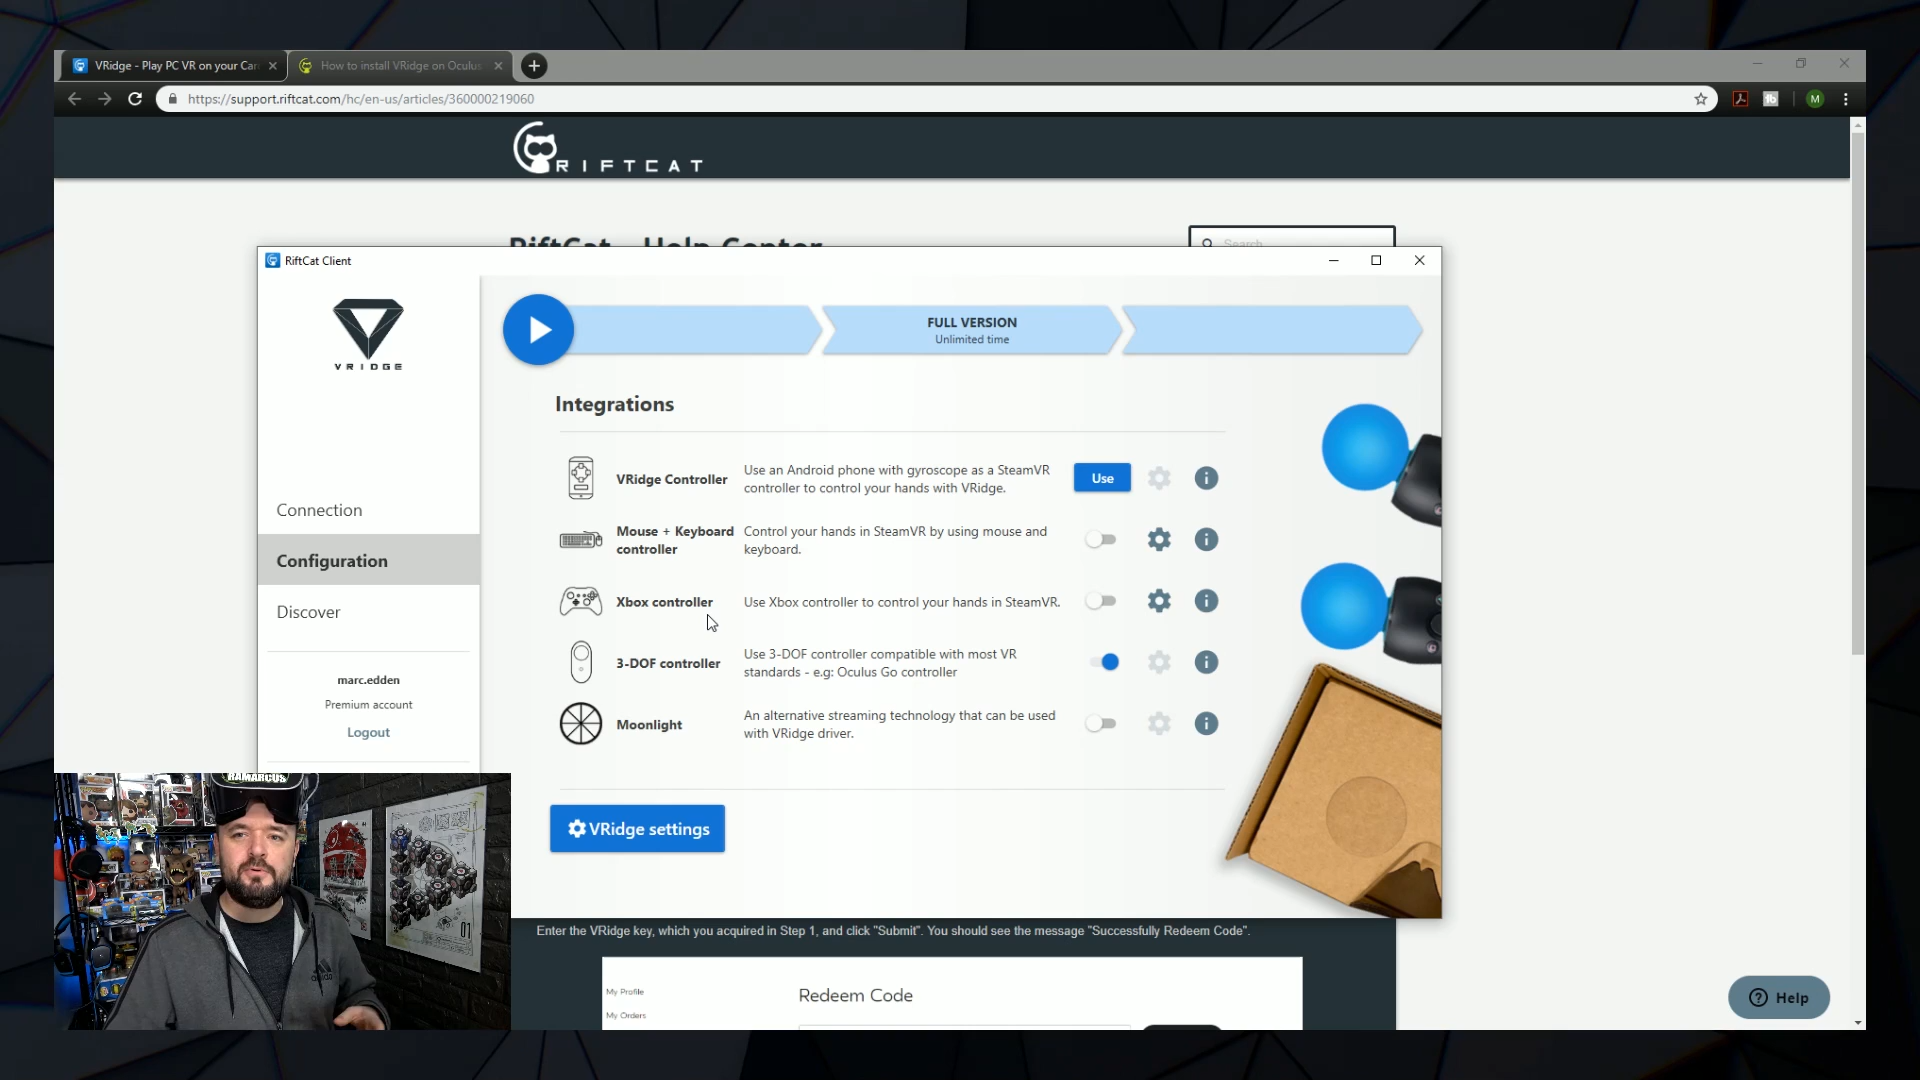 VRidge - Play PC VR on your Car
How to install VRidge on Oculus
https://support.riftcat.com/hc/en-us/articles/360000219060
M
RIFTCAT
RiftCat - Help Center
Search
RiftCat Client
VRIDGE
FULL VERSION
Unlimited time
Integrations
VRidge Controller
Use an Android phone with gyroscope as a SteamVR
controller to control your hands with VRidge.
Use
Connection
Mouse + Keyboard
controller
Control your hands in SteamVR by using mouse and
keyboard.
Configuration
Xbox controller
Use Xbox controller to control your hands in SteamVR.
Discover
3-DOF controller
Use 3-DOF controller compatible with most VR
standards - e.g: Oculus Go controller
marc.edden
Premium account
Logout
Moonlight
An alternative streaming technology that can be used
with VRidge driver.
VRidge settings
RAMARCUS
adidas
01
Enter the VRidge key, which you acquired in Step 1, and click "Submit". You should see the message "Successfully Redeem Code".
My Profile
Redeem Code
My Orders
Help